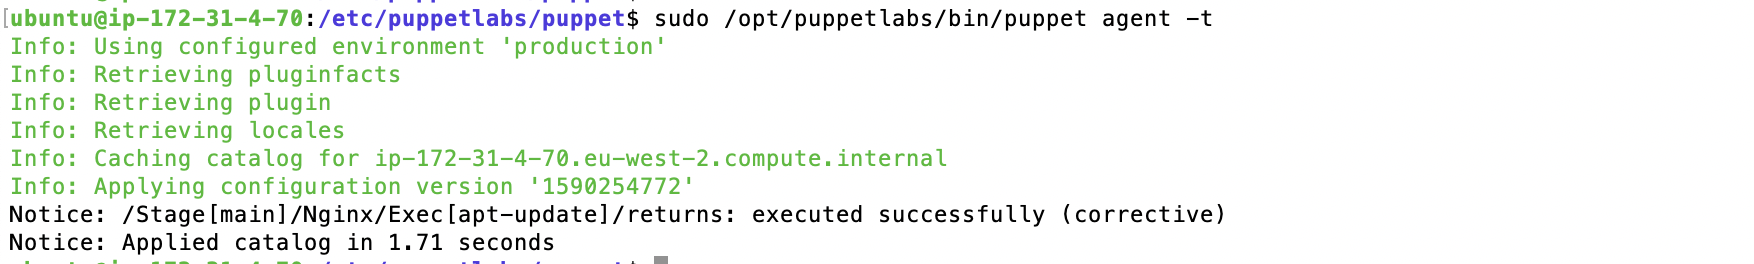 [ubuntu@ip-172-31-4-70:/etc/puppetlabs/puppet$ sudo /opt/puppetlabs/bin/puppet agent -t
Info: Using configured environment 'production'
Info: Retrieving pluginfacts
Info: Retrieving plugin
Info: Retrieving locales
Info: Caching catalog for ip-172-31-4-70.eu-west-2.compute.internal
Info: Applying configuration version '1590254772'
Notice: /Stage[main]/Nginx/Exec[apt-update]/returns: executed successfully (corrective)
Notice: Applied catalog in 1.71 seconds